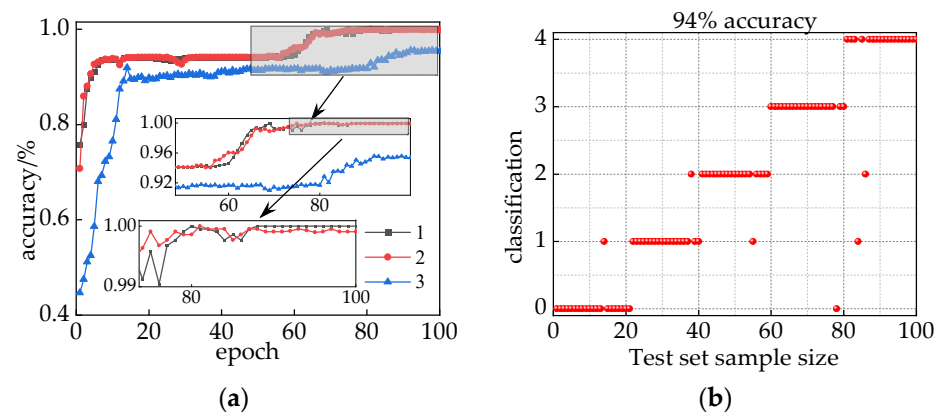 1.0
0.8
0.6
0.4
accuracy/%
0 20 40 60 80 100
epoch
1.00
0.96
0.92
60 80
1.00
0.99
80 100
1
2
3
(a)
94% accuracy
4
3
2
1
0
classification
0 20 40 60 80 100
Test set sample size
(b)